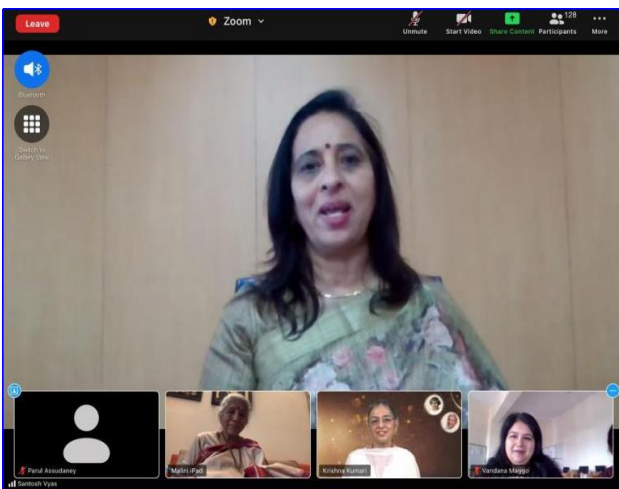 Leave
Zoom
Unmute
Start Video
Share Content
128
Participants
More
Bluetooth
Switch to
Gallery View
Parul Assudaney
Malini.iPad
Krishna Kumari
Vandana Maggo
Santosh Vyas